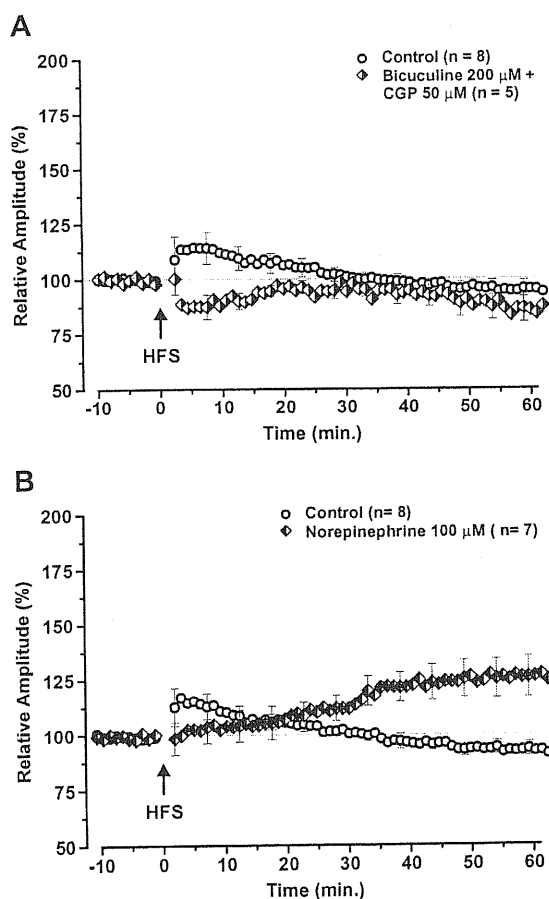 A
Control (n = 8)
Bicuculine 200 µM +
CGP 50 µM (n = 5)
200
175
150
125
100
75
50
Relative Amplitude (%)
HFS
-10 0 10 20 30 40 50 60
Time (min.)
B
Control (n= 8)
Norepinephrine 100 µM ( n= 7)
200
175
150
125
100
75
50
Relative Amplitude (%)
HFS
-10 0 10 20 30 40 50 60
Time (min.)